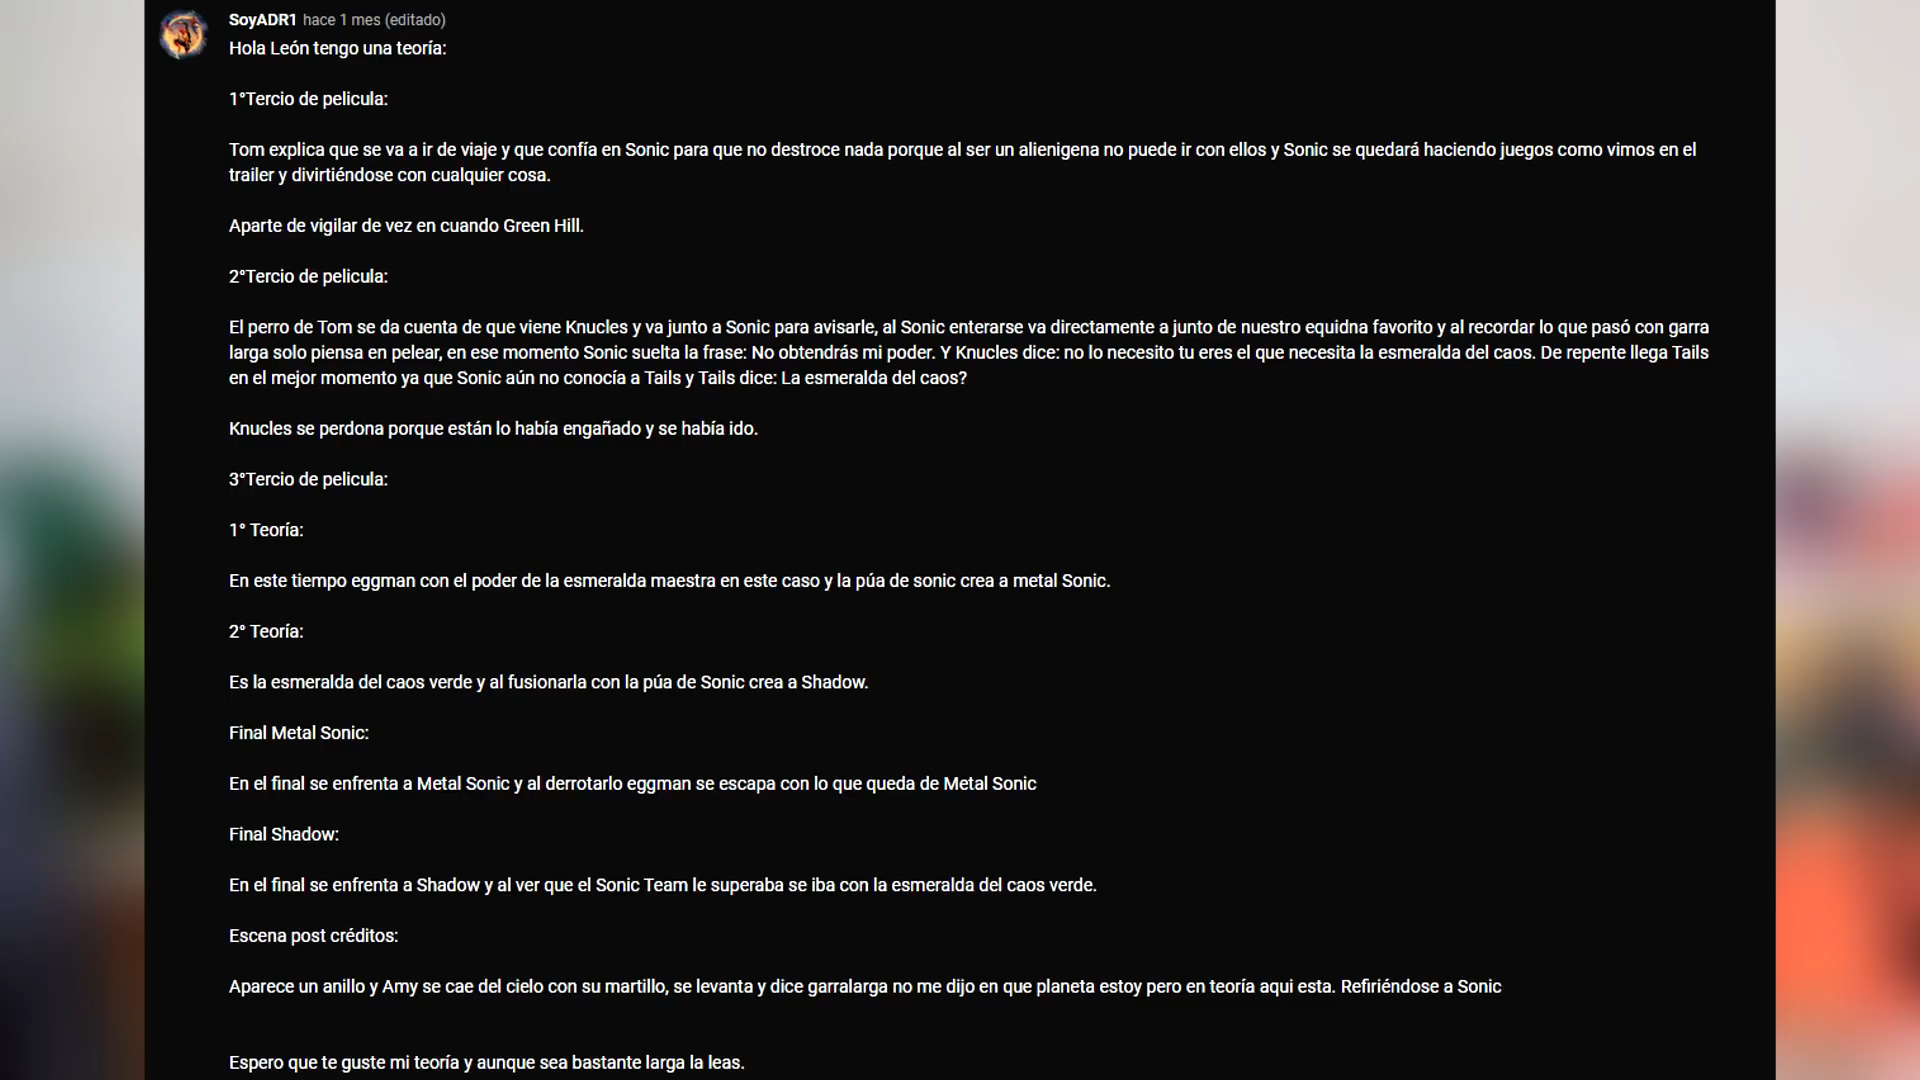 SoyADR1 hace 1 mes (editado)
Hola León tengo una teoría:
1°Tercio de pelicula:
Tom explica que se va a ir de viaje y que confía en Sonic para que no destroce nada porque al ser un alienigena no puede ir con ellos y Sonic se quedará haciendo juegos como vimos en el
trailer y divirtiéndose con cualquier cosa.
Aparte de vigilar de vez en cuando Green Hill.
2°Tercio de pelicula:
El perro de Tom se da cuenta de que viene Knucles y va junto a Sonic para avisarle, al Sonic enterarse va directamente a junto de nuestro equidna favorito y al recordar lo que pasó con garra
larga solo piensa en pelear, en ese momento Sonic suelta la frase: No obtendrás mi poder. Y Knucles dice: no lo necesito tu eres el que necesita la esmeralda del caos. De repente llega Tails
en el mejor momento ya que Sonic aún no conocía a Tails y Tails dice: La esmeralda del caos?
Knucles se perdona porque están lo había engañado y se había ido.
3°Tercio de pelicula:
1° Teoría:
En este tiempo eggman con el poder de la esmeralda maestra en este caso y la púa de sonic crea a metal Sonic.
2° Teoría:
Es la esmeralda del caos verde y al fusionarla con la púa de Sonic crea a Shadow.
Final Metal Sonic:
En el final se enfrenta a Metal Sonic y al derrotarlo eggman se escapa con lo que queda de Metal Sonic
Final Shadow:
En el final se enfrenta a Shadow y al ver que el Sonic Team le superaba se iba con la esmeralda del caos verde.
Escena post créditos:
Aparece un anillo y Amy se cae del cielo con su martillo, se levanta y dice garralarga no me dijo en que planeta estoy pero en teoría aqui esta. Refiriéndose a Sonic
Espero que te guste mi teoría y aunque sea bastante larga la leas.